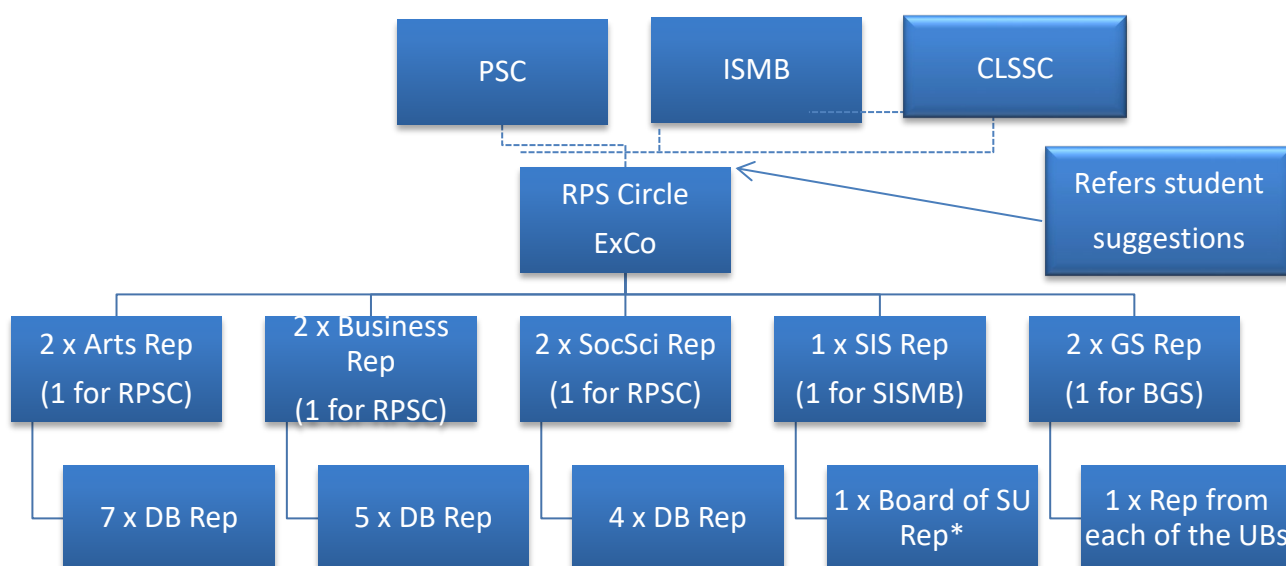 PSC
ISMB
CLSSC
RPS Circle
ExCo
Refers student
suggestions
2 x Arts Rep
(1 for RPSC)
2 x Business
Rep
(1 for RPSC)
2 x SocSci Rep
(1 for RPSC)
1 x SIS Rep
(1 for SISMB)
2 x GS Rep
(1 for BGS)
7 x DB Rep
5 x DB Rep
4 x DB Rep
1 x Board of SU
Rep*
1 x Rep from
each of the UBs